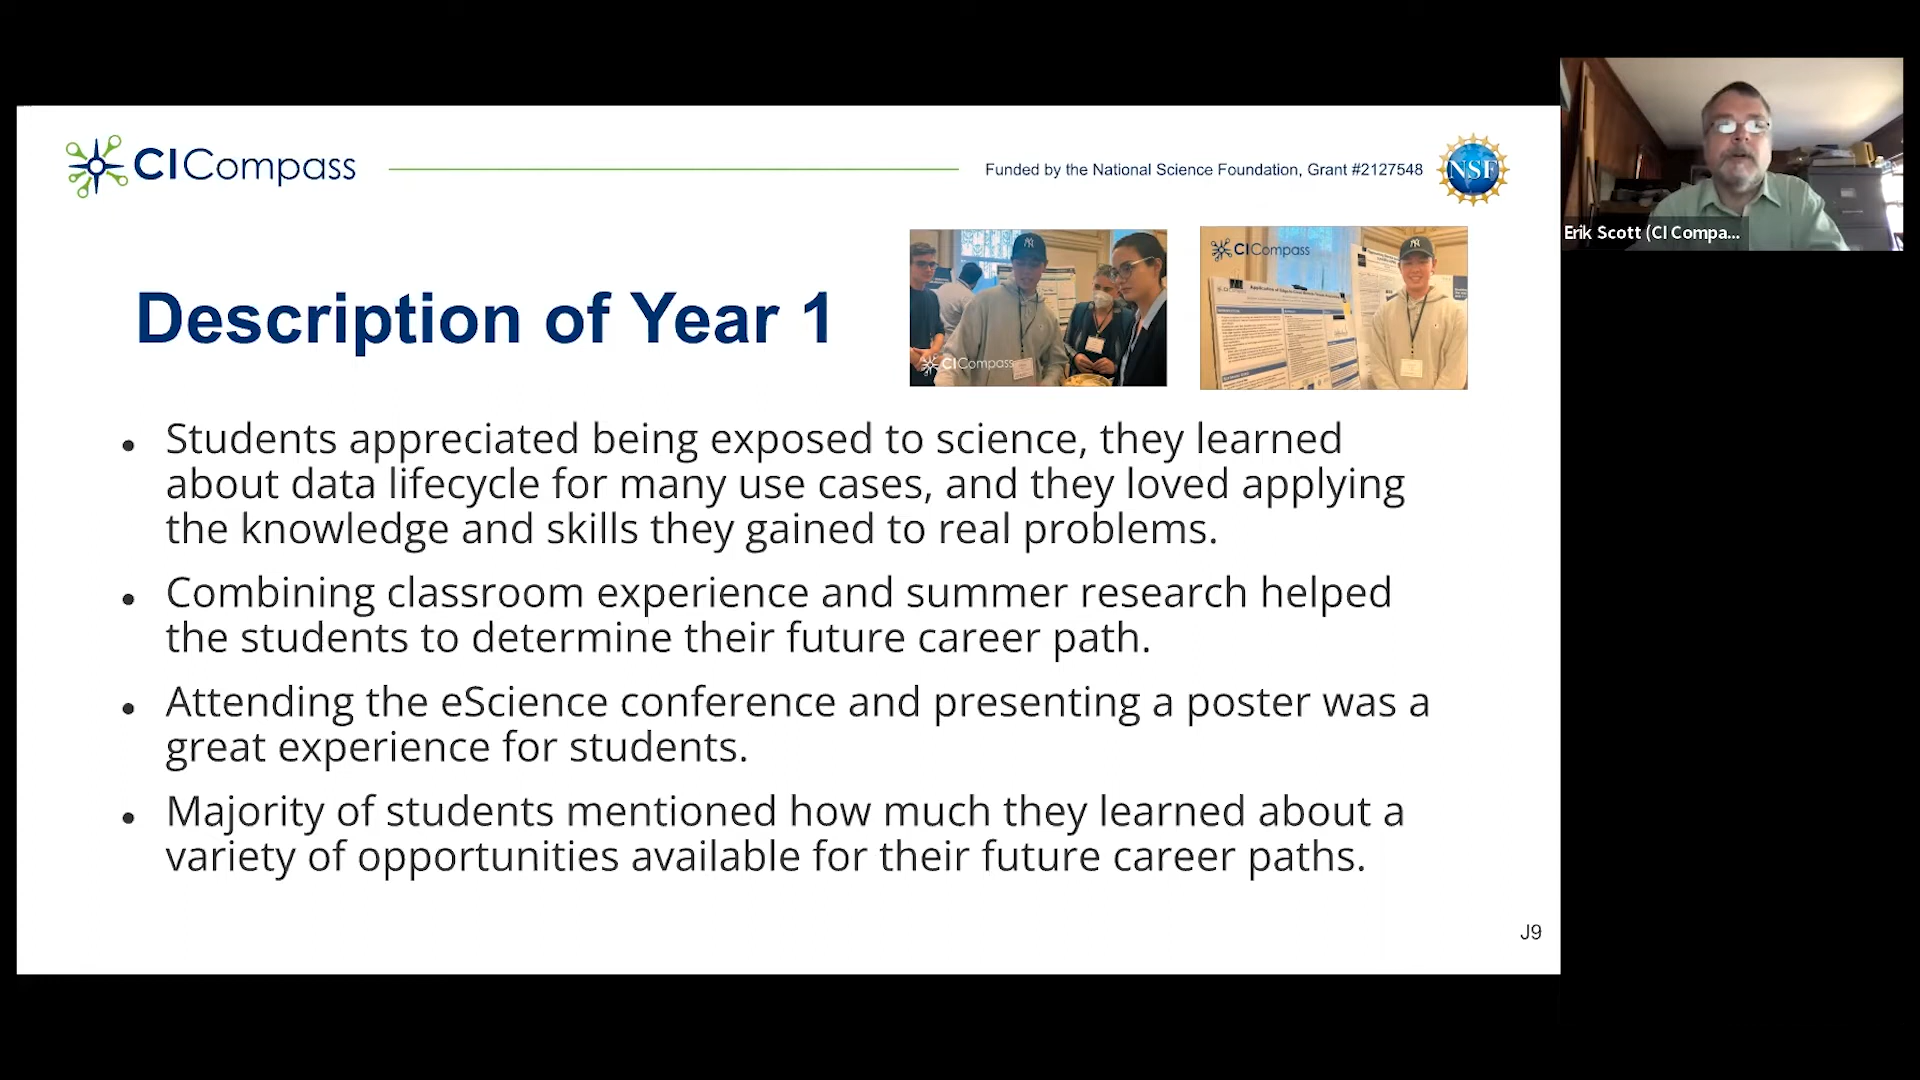 CICompass
Funded by the National Science Foundation, Grant #2127548
NSF
Erik Scott (CI Compa...
CICompass
CICompass
Description of Year 1
• Students appreciated being exposed to science, they learned
about data lifecycle for many use cases, and they loved applying
the knowledge and skills they gained to real problems.
• Combining classroom experience and summer research helped
the students to determine their future career path.
• Attending the eScience conference and presenting a poster was a
great experience for students.
• Majority of students mentioned how much they learned about a
variety of opportunities available for their future career paths.
J9